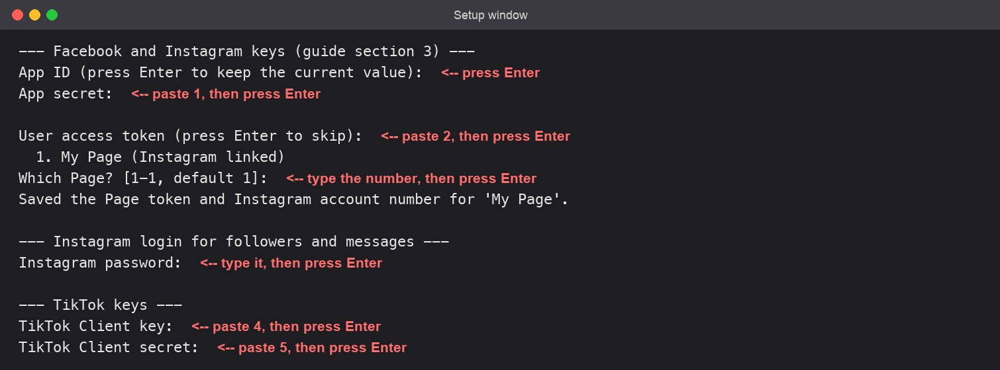 Setup window
--- Facebook and Instagram keys (guide section 3) ---
App ID (press Enter to keep the current value): <-- press Enter
App secret: <-- paste 1, then press Enter
User access token (press Enter to skip): <-- paste 2, then press Enter
1. My Page (Instagram linked)
Which Page? [1-1, default 1]: <-- type the number, then press Enter
Saved the Page token and Instagram account number for 'My Page'.
--- Instagram login for followers and messages ---
Instagram password: <-- type it, then press Enter
--- TikTok keys ---
TikTok Client key: <-- paste 4, then press Enter
TikTok Client secret: <-- paste 5, then press Enter